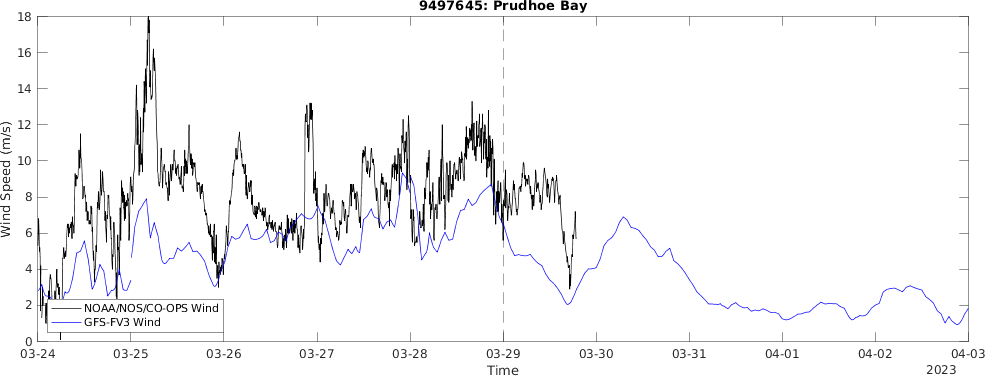 9497645: Prudhoe Bay
18
16
14
12
10
8
6
4
2
0
Wind Speed (m/s)
NOAA/NOS/CO-OPS Wind
GFS-FV3 Wind
03-24 03-25 03-26 03-27 03-28 03-29 03-30 03-31 04-01 04-02 04-03
Time
2023